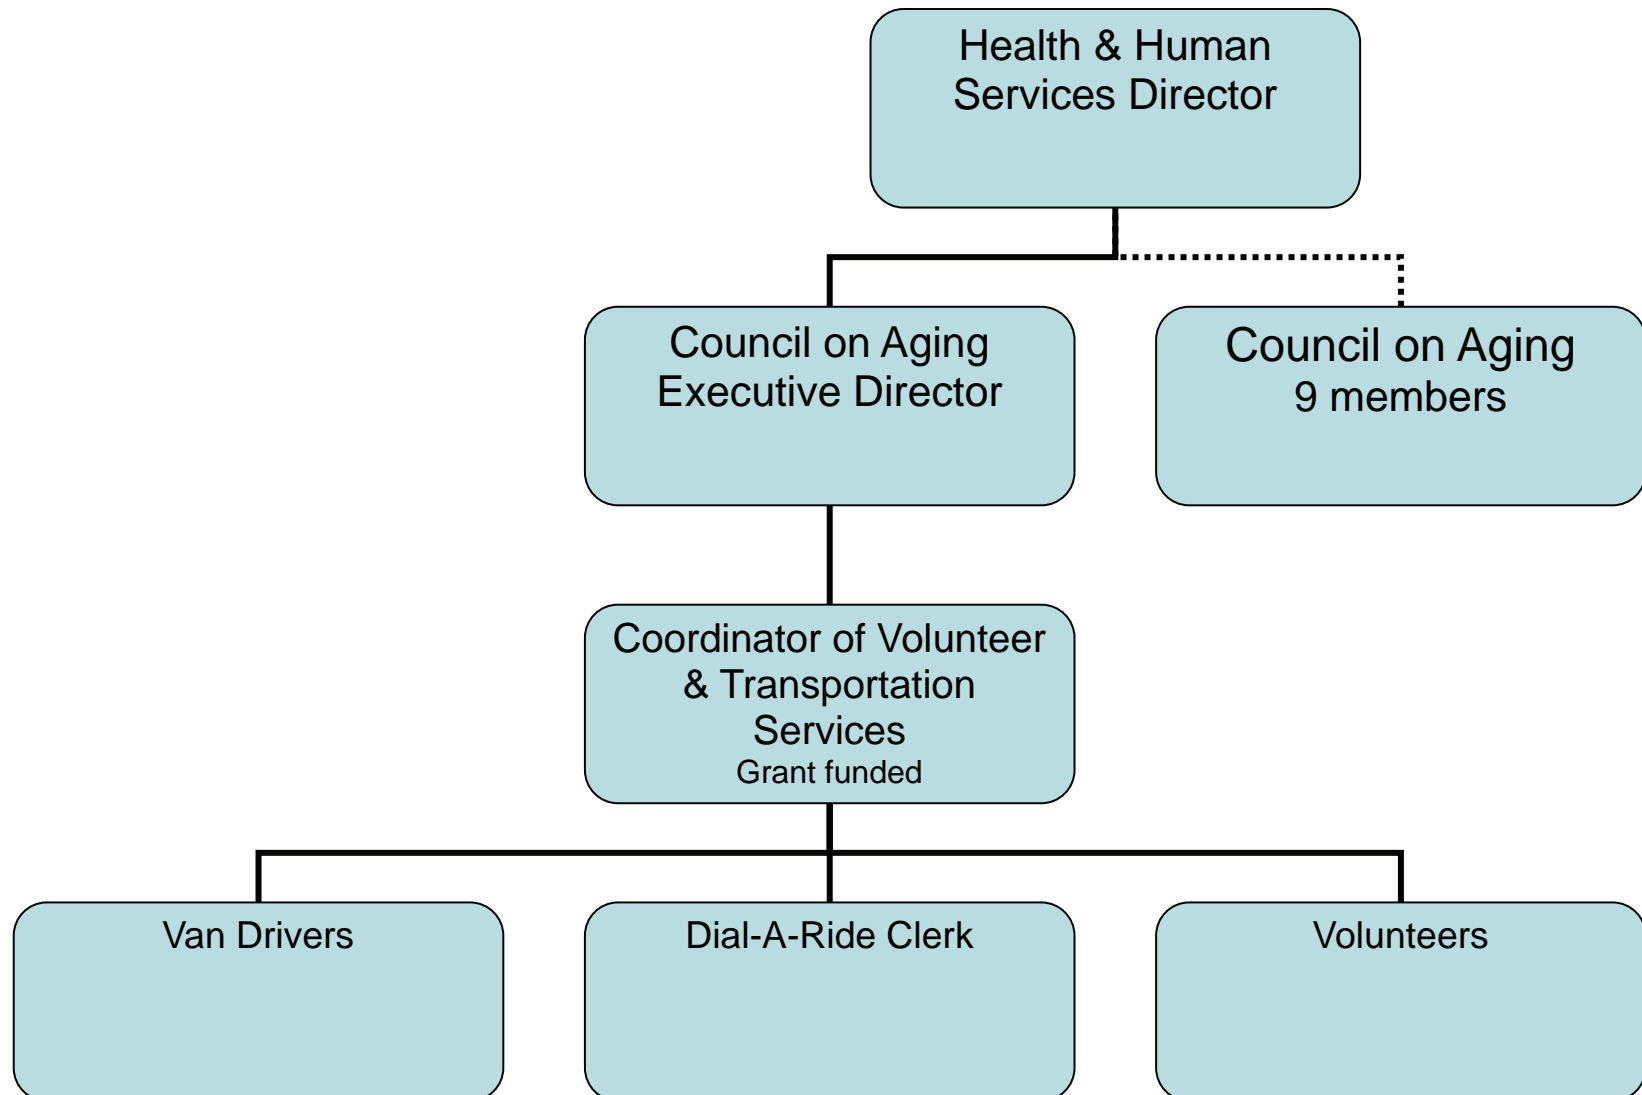 Health & Human
Services Director
Council on Aging
Executive Director
Council on Aging
9 members
Coordinator of Volunteer
& Transportation
Services
Grant funded
Van Drivers
Dial-A-Ride Clerk
Volunteers